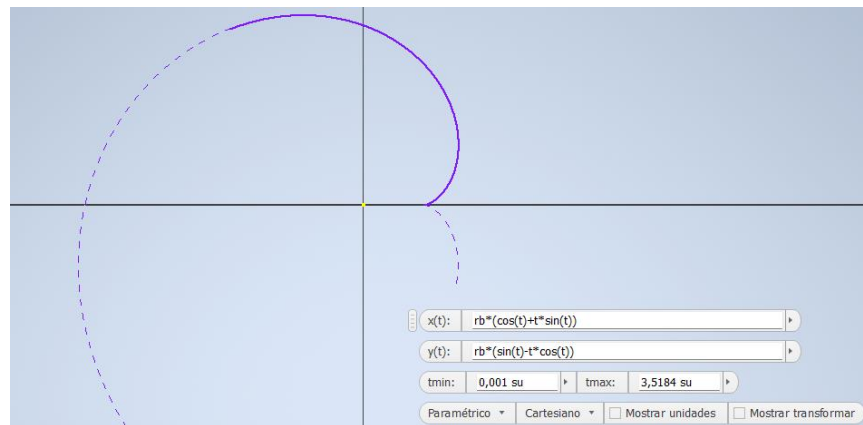 x(t): rb*(cos(t)+t*sin(t))
y(t): rb*(sin(t)-t*cos(t))
tmin: 0,001 su tmax: 3,5184 su
Paramétrico Cartesiano Mostrar unidades Mostrar transformar